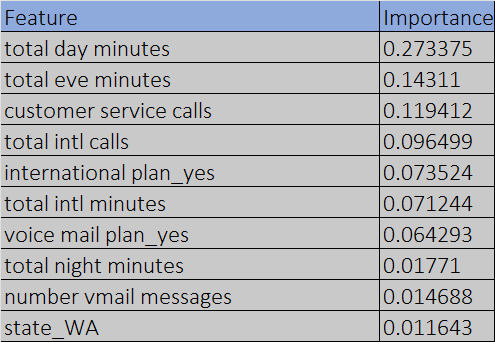 Feature Importance
total day minutes 0.273375
total eve minutes 0.14311
customer service calls 0.119412
total intl calls 0.096499
international plan_yes 0.073524
total intl minutes 0.071244
voice mail plan_yes 0.064293
total night minutes 0.01771
number vmail messages 0.014688
state_WA 0.011643